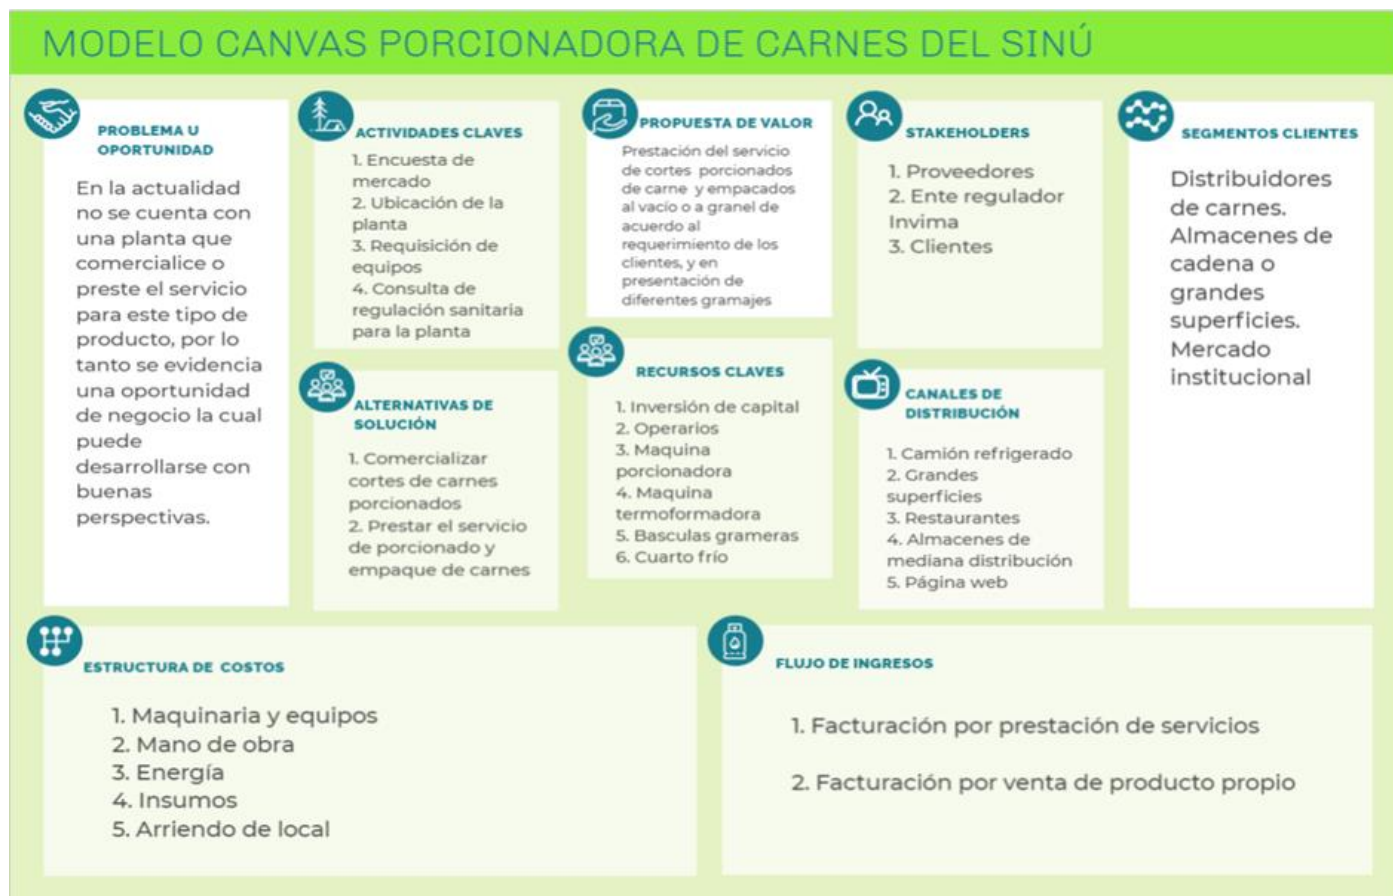 MODELO CANVAS PORCIONADORA DE CARNES DEL SINÚ
PROBLEMA U
OPORTUNIDAD
En la actualidad
no se cuenta con
una planta que
comercialice o
preste el servicio
para este tipo de
producto, por lo
tanto se evidencia
una oportunidad
de negocio la cual
puede
desarrollarse con
buenas
perspectivas.
ACTIVIDADES CLAVES
1. Encuesta de
mercado
2. Ubicación de la
planta
3. Requisición de
equipos
4. Consulta de
regulación sanitaria
para la planta
ALTERNATIVAS DE
SOLUCIÓN
1. Comercializar
cortes de carnes
porcionados
2. Prestar el servicio
de porcionado y
empaque de carnes
PROPUESTA DE VALOR
Prestación del servicio
de cortes porcionados
de carne y empacados
al vacío o a granel de
acuerdo al
requerimiento de los
clientes, y en
presentación de
diferentes gramajes
RECURSOS CLAVES
1. Inversión de capital
2. Operarios
3. Maquina
porcionadora
4. Maquina
termoformadora
5. Basculas grameras
6. Cuarto frío
STAKEHOLDERS
1. Proveedores
2. Ente regulador
Invima
3. Clientes
CANALES DE
DISTRIBUCIÓN
1. Camión refrigerado
2. Grandes
superficies
3. Restaurantes
4. Almacenes de
mediana distribución
5. Página web
SEGMENTOS CLIENTES
Distribuidores
de carnes.
Almacenes de
cadena o
grandes
superficies.
Mercado
institucional
ESTRUCTURA DE COSTOS
1. Maquinaria y equipos
2. Mano de obra
3. Energía
4. Insumos
5. Arriendo de local
FLUJO DE INGRESOS
1. Facturación por prestación de servicios
2. Facturación por venta de producto propio